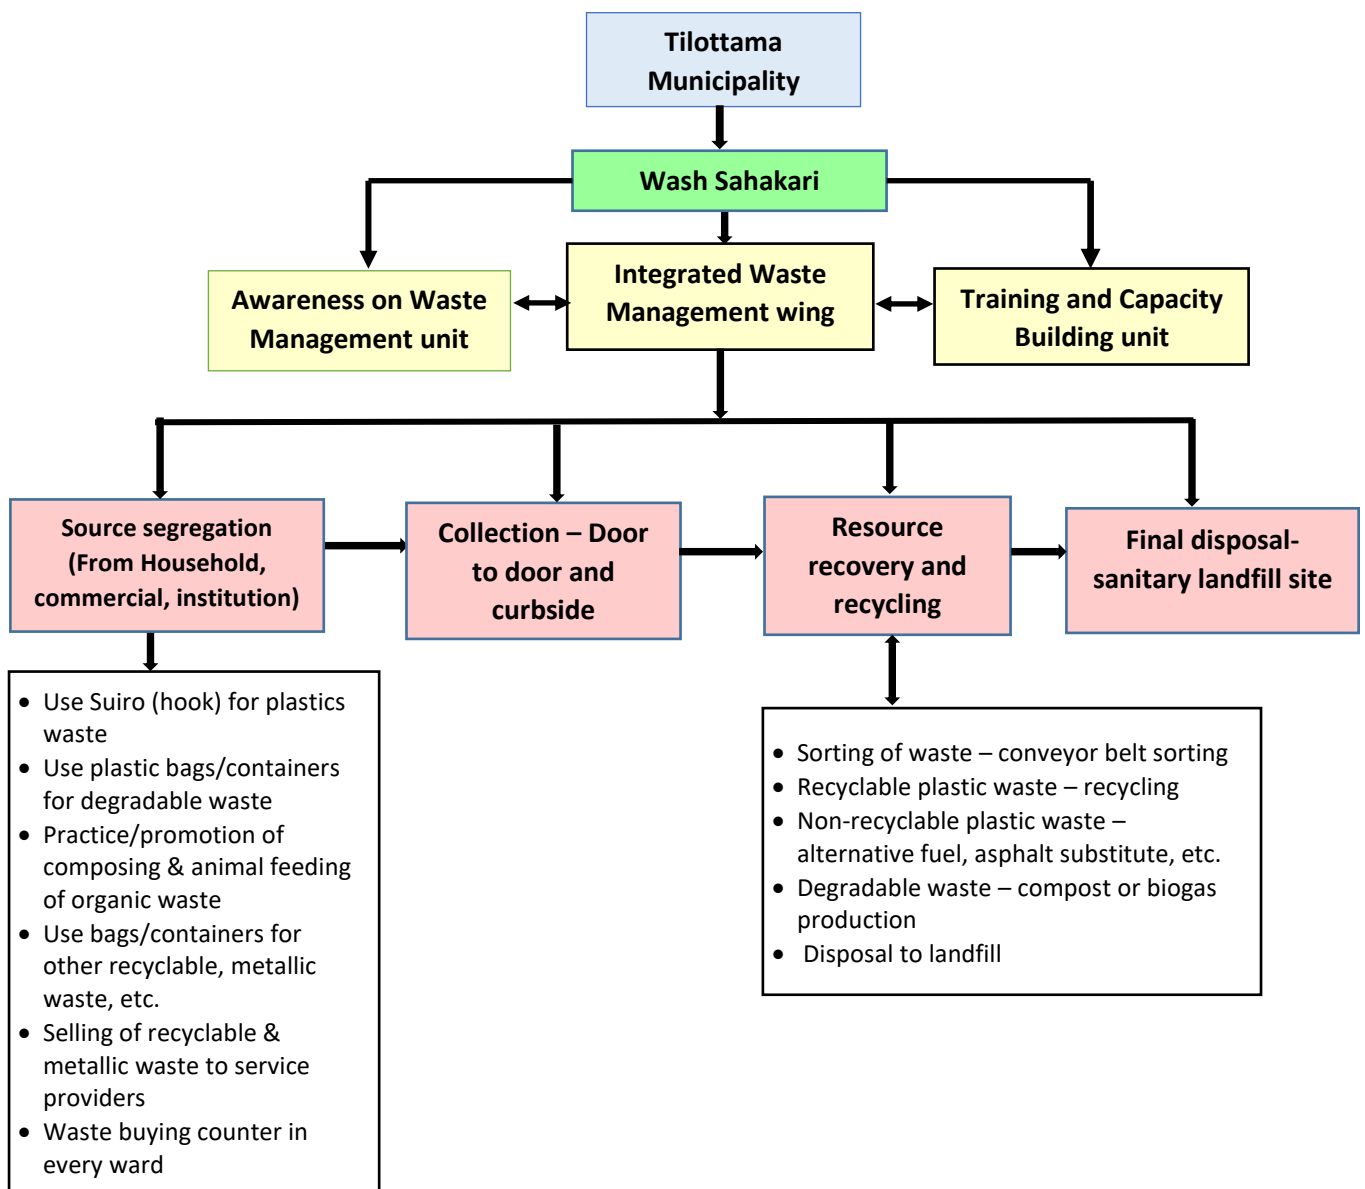 Tilottama
Municipality
Wash Sahakari
Awareness on Waste
Management unit
Integrated Waste
Management wing
Training and Capacity
Building unit
Source segregation
(From Household,
commercial, institution)
Collection – Door
to door and
curbside
Resource
recovery and
recycling
Final disposal-
sanitary landfill site
• Use Suiro (hook) for plastics
waste
• Use plastic bags/containers
for degradable waste
• Practice/promotion of
composing & animal feeding
of organic waste
• Use bags/containers for
other recyclable, metallic
waste, etc.
• Selling of recyclable &
metallic waste to service
providers
• Waste buying counter in
every ward
• Sorting of waste – conveyor belt sorting
• Recyclable plastic waste – recycling
• Non-recyclable plastic waste –
alternative fuel, asphalt substitute, etc.
• Degradable waste – compost or biogas
production
• Disposal to landfill